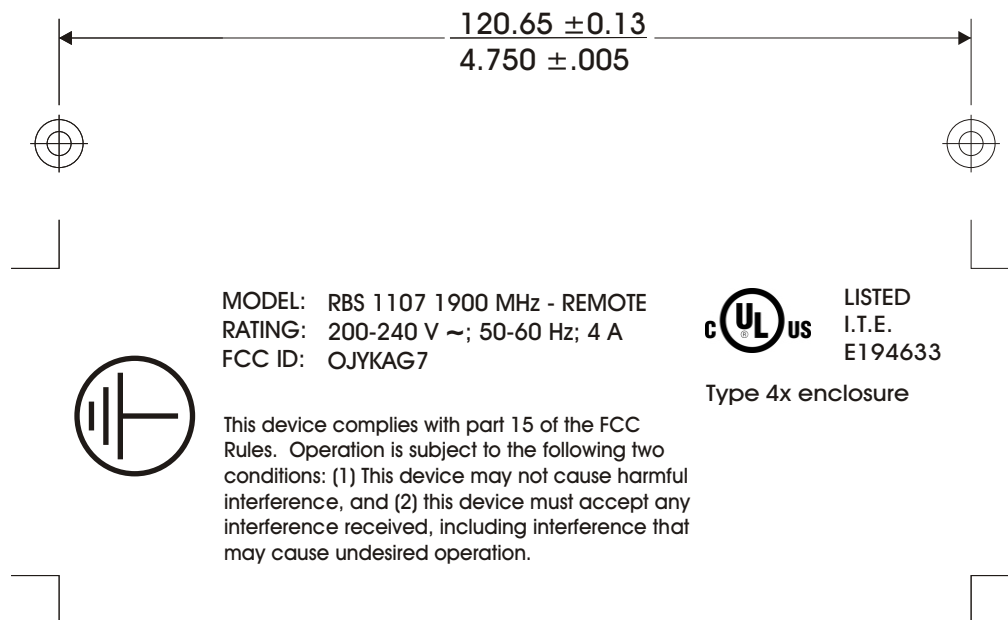 120.65 ±0.13
4.750 ±.005
MODEL: RBS 1107 1900 MHz - REMOTE
RATING: 200-240 V ~; 50-60 Hz; 4 A
FCC ID: OJYKAG7
C UL ® US
LISTED
I.T.E.
E194633
Type 4x enclosure
This device complies with part 15 of the FCC
Rules. Operation is subject to the following two
conditions: (1) This device may not cause harmful
interference, and (2) this device must accept any
interference received, including interference that
may cause undesired operation.